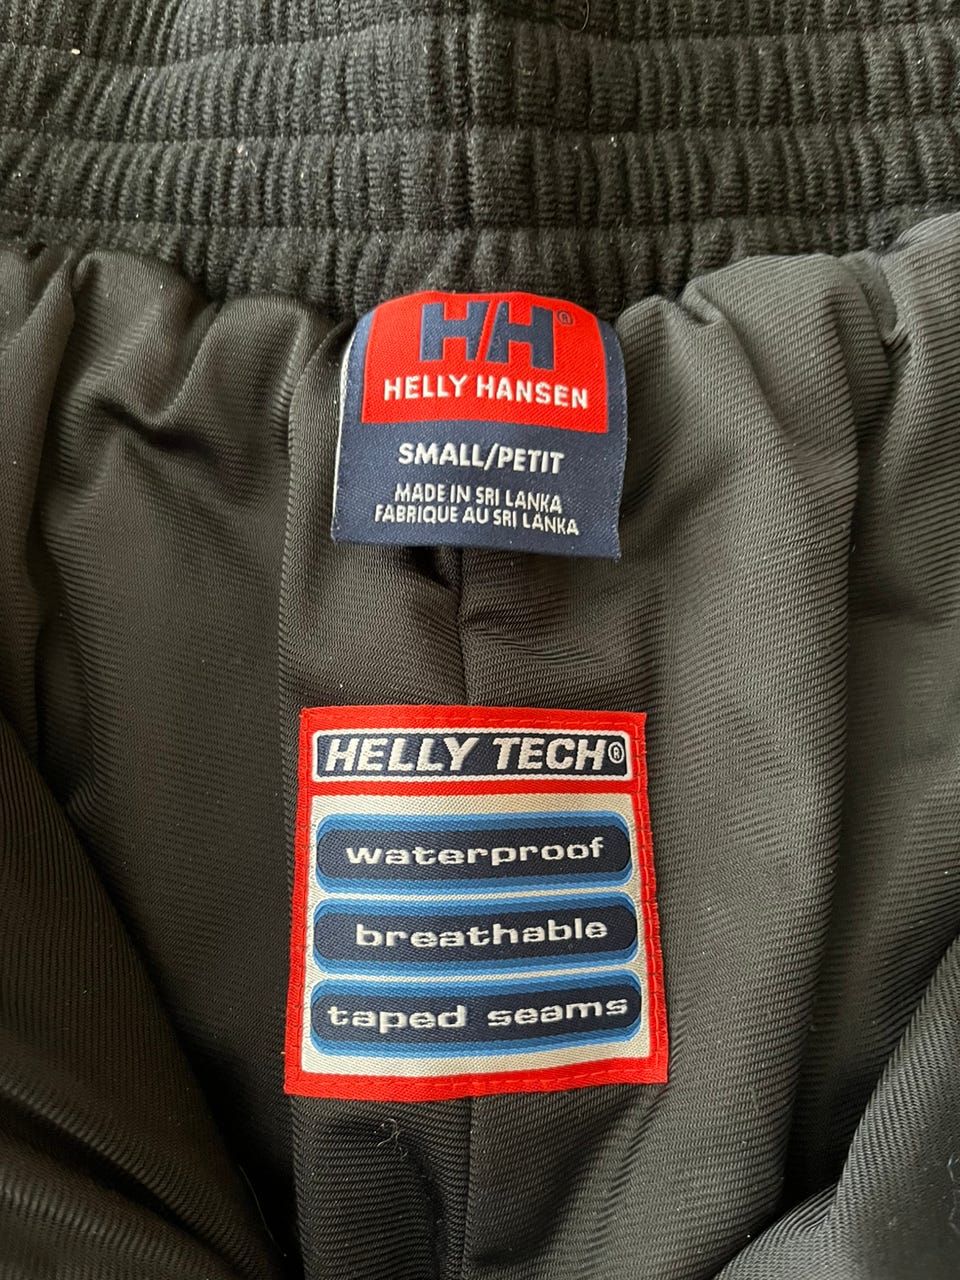 HH®
HELLY HANSEN
SMALL/PETIT
MADE IN SRI LANKA
FABRIQUE AU SRI LANKA
HELLY TECH®
waterproof
breathable
taped seams